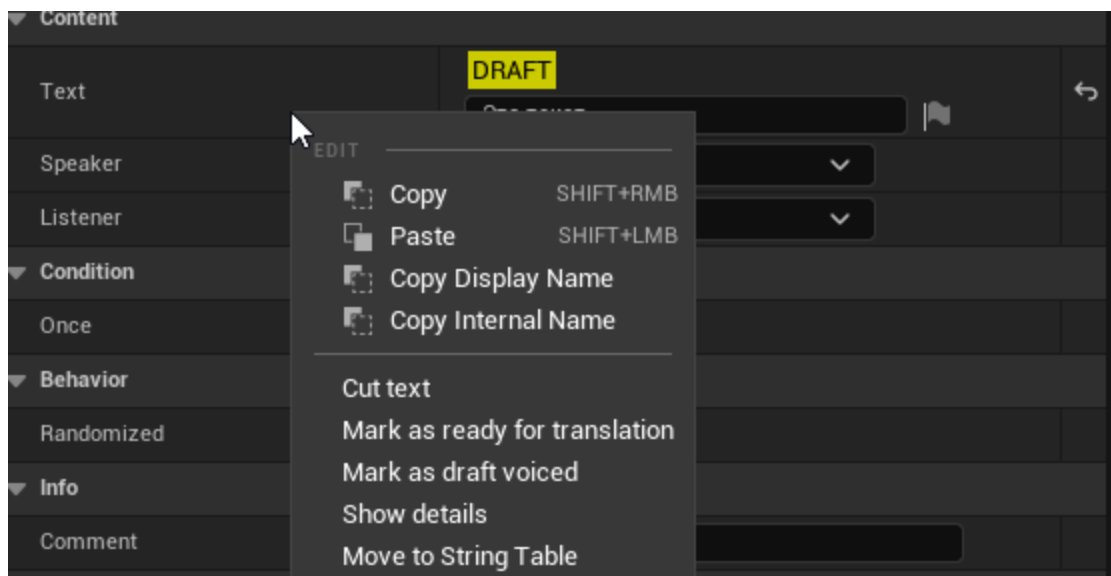 Content
Text
DRAFT
Speaker
Listener
Condition
Once
Behavior
Randomized
Info
Comment
EDIT
Copy SHIFT+RMB
Paste SHIFT+LMB
Copy Display Name
Copy Internal Name
Cut text
Mark as ready for translation
Mark as draft voiced
Show details
Move to String Table